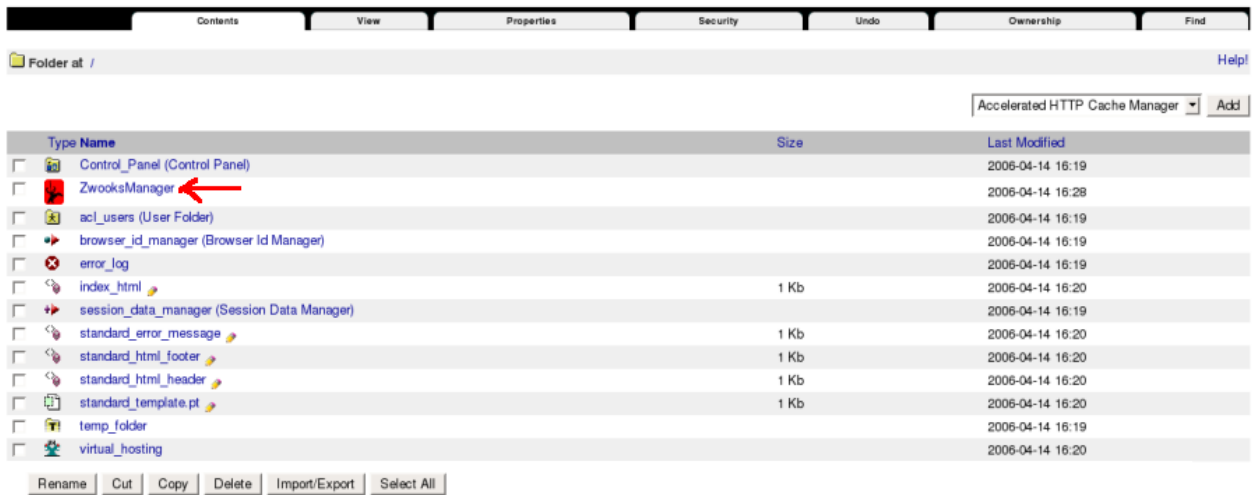 Contents View Properties Security Undo Ownership Find
Folder at / Help!
Accelerated HTTP Cache Manager Add
Type Name Size Last Modified
Control_Panel (Control Panel) 2006-04-14 16:19
ZwooksManager 2006-04-14 16:28
acl_users (User Folder) 2006-04-14 16:19
browser_id_manager (Browser Id Manager) 2006-04-14 16:19
error_log 2006-04-14 16:19
index_html 1 Kb 2006-04-14 16:20
session_data_manager (Session Data Manager) 2006-04-14 16:19
standard_error_message 1 Kb 2006-04-14 16:20
standard_html_footer 1 Kb 2006-04-14 16:20
standard_html_header 1 Kb 2006-04-14 16:20
standard_template.pt 1 Kb 2006-04-14 16:20
temp_folder 2006-04-14 16:19
virtual_hosting 2006-04-14 16:20
Rename Cut Copy Delete Import/Export Select All